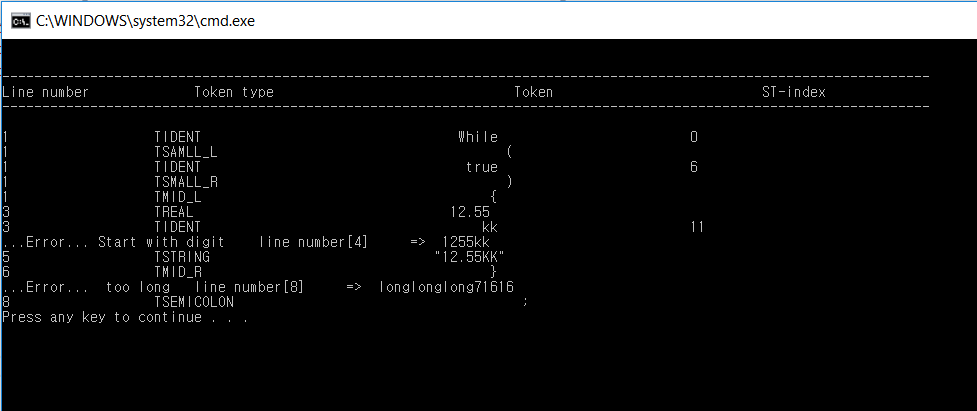 C:\WINDOWS\system32\cmd.exe
--------------------------------------------------------------------------------------------------------------------
Line number             Token type                              Token                          ST-index
--------------------------------------------------------------------------------------------------------------------
1                  TIDENT                                While                        0
1                  TSAMLL_L                                    (
1                  TIDENT                                 true                        6
1                  TSMALL_R                                    )
1                  TMID_L                                    {
3                  TREAL                                12.55
3                  TIDENT                                   kk                        11
...Error... Start with digit    line number[4]     =>  1255kk
5                  TSTRING                            "12.55KK"
6                  TMID_R                                    }
...Error...  too long   line number[8]     =>  longlonglong71616
8                  TSEMICOLON                                    ;
Press any key to continue . . .